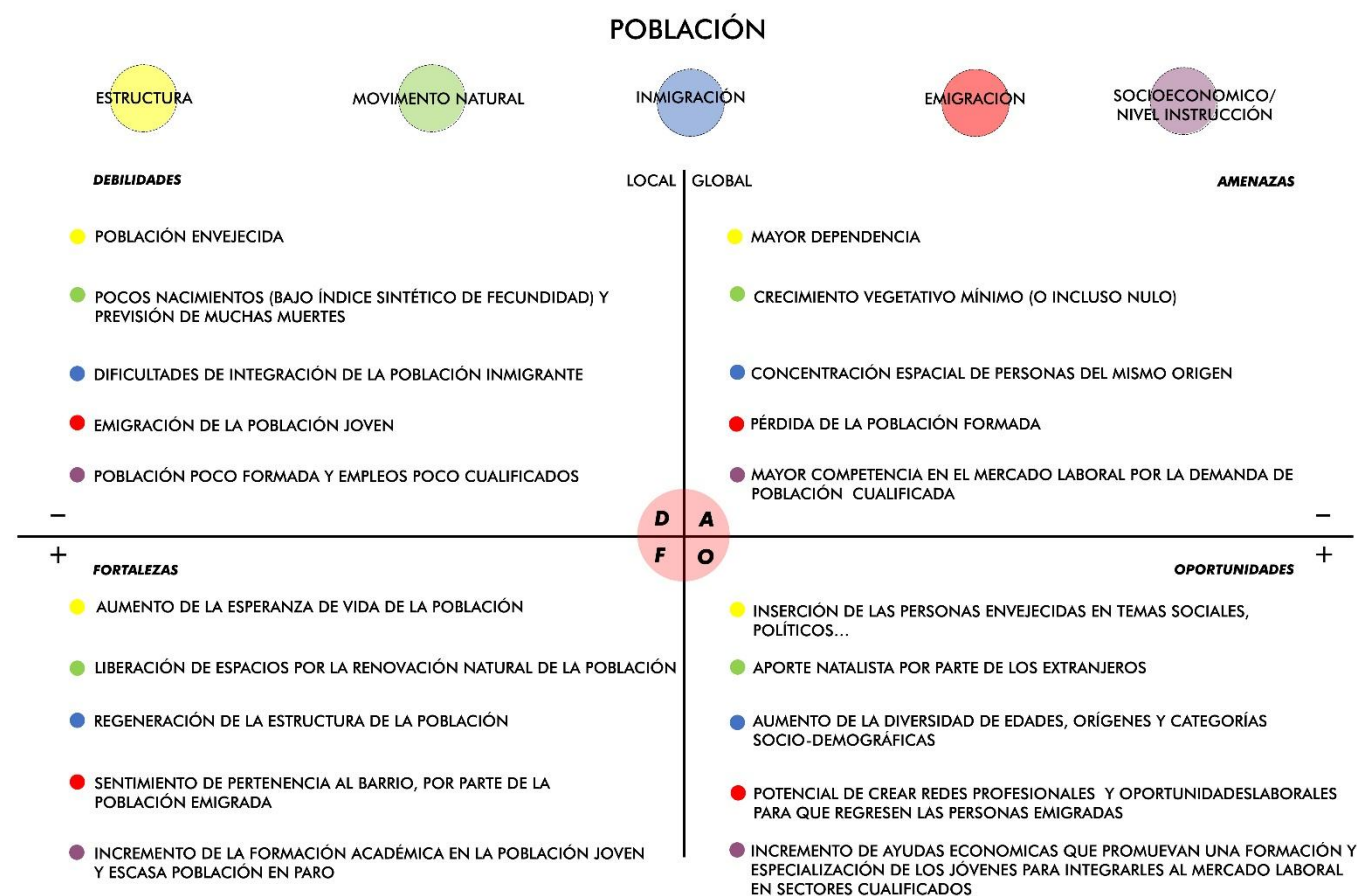 POBLACIÓN
ESTRUCTURA
MOVIMENTO NATURAL
INMIGRACIÓN
EMIGRACIÓN
SOCIOECONOMICO/
NIVEL INSTRUCCIÓN
DEBILIDADES
LOCAL
GLOBAL
AMENAZAS
POBLACIÓN ENVEJECIDA
POCOS NACIMIENTOS (BAJO ÍNDICE SINTÉTICO DE FECUNDIDAD) Y
PREVISIÓN DE MUCHAS MUERTES
DIFICULTADES DE INTEGRACIÓN DE LA POBLACIÓN INMIGRANTE
EMIGRACIÓN DE LA POBLACIÓN JOVEN
POBLACIÓN POCO FORMADA Y EMPLEOS POCO CUALIFICADOS
MAYOR DEPENDENCIA
CRECIMIENTO VEGETATIVO MÍNIMO (O INCLUSO NULO)
CONCENTRACIÓN ESPACIAL DE PERSONAS DEL MISMO ORIGEN
PÉRDIDA DE LA POBLACIÓN FORMADA
MAYOR COMPETENCIA EN EL MERCADO LABORAL POR LA DEMANDA DE
POBLACIÓN CUALIFICADA
− −
D A
F O
+ +
FORTALEZAS
OPORTUNIDADES
AUMENTO DE LA ESPERANZA DE VIDA DE LA POBLACIÓN
LIBERACIÓN DE ESPACIOS POR LA RENOVACIÓN NATURAL DE LA POBLACIÓN
REGENERACIÓN DE LA ESTRUCTURA DE LA POBLACIÓN
SENTIMIENTO DE PERTENENCIA AL BARRIO, POR PARTE DE LA
POBLACIÓN EMIGRADA
INCREMENTO DE LA FORMACIÓN ACADÉMICA EN LA POBLACIÓN JOVEN
Y ESCASA POBLACIÓN EN PARO
INSERCIÓN DE LAS PERSONAS ENVEJECIDAS EN TEMAS SOCIALES,
POLÍTICOS...
APORTE NATALISTA POR PARTE DE LOS EXTRANJEROS
AUMENTO DE LA DIVERSIDAD DE EDADES, ORÍGENES Y CATEGORÍAS
SOCIO-DEMOGRÁFICAS
POTENCIAL DE CREAR REDES PROFESIONALES Y OPORTUNIDADESLABORALES
PARA QUE REGRESEN LAS PERSONAS EMIGRADAS
INCREMENTO DE AYUDAS ECONOMICAS QUE PROMUEVAN UNA FORMACIÓN Y
ESPECIALIZACIÓN DE LOS JÓVENES PARA INTEGRARLES AL MERCADO LABORAL
EN SECTORES CUALIFICADOS